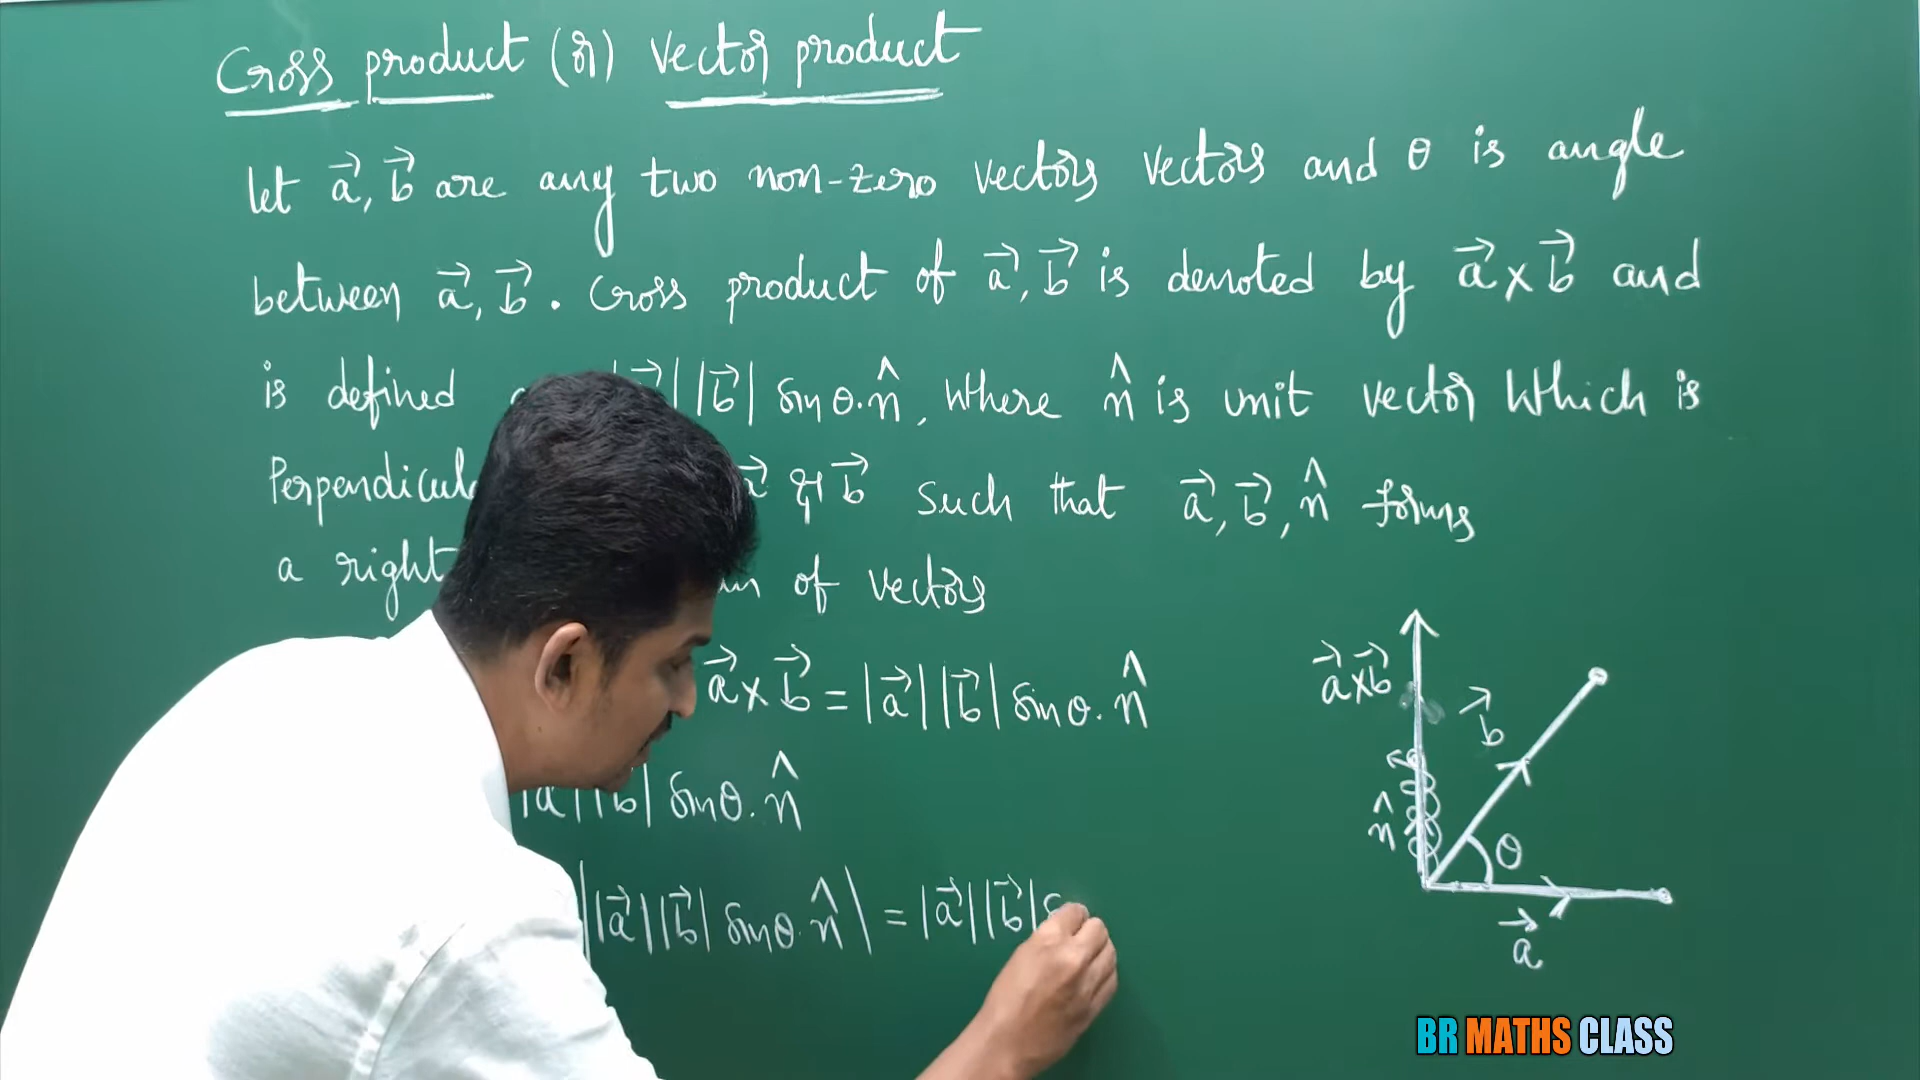 Cross product (or) Vector product
let a⃗, b⃗ are any two non-zero vectors vectors and θ is angle
between a⃗, b⃗. Cross product of a⃗, b⃗ is denoted by a⃗ × b⃗ and
is defined |b⃗| sin θ. n̂, Where n̂ is unit vector Which is
b⃗ such that a⃗, b⃗, n̂ forms
a right of vectors
a⃗ × b⃗ = |a⃗| |b⃗| sin θ. n̂
|a⃗| |b⃗| sin θ. n̂
||a⃗| |b⃗| sin θ. n̂| = |a⃗| |b⃗|
a⃗ × b⃗
b⃗
n̂
θ
a⃗
BR MATHS CLASS